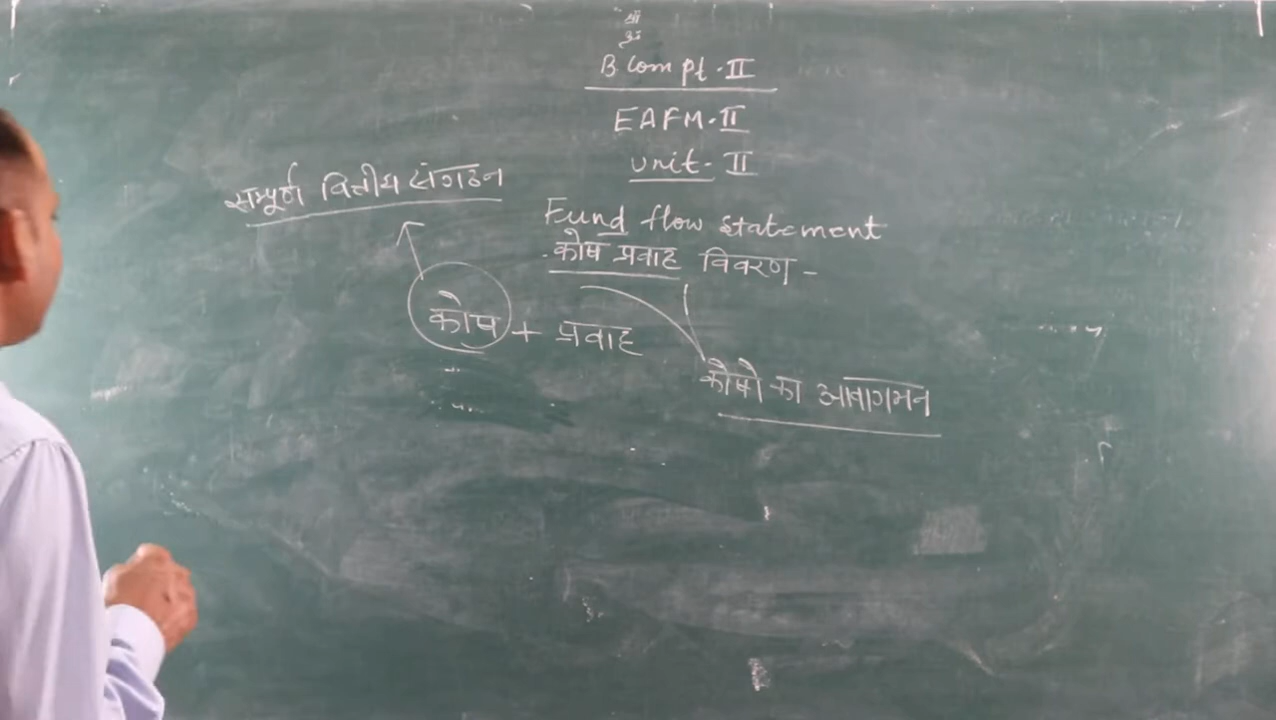 श्री
B Com pt. II
EAFM. II
Unit- II
सम्पूर्ण वित्तीय संगठन
Fund flow statement
कोष प्रवाह विवरण -
कोष + प्रवाह
कोषो का आवागमन